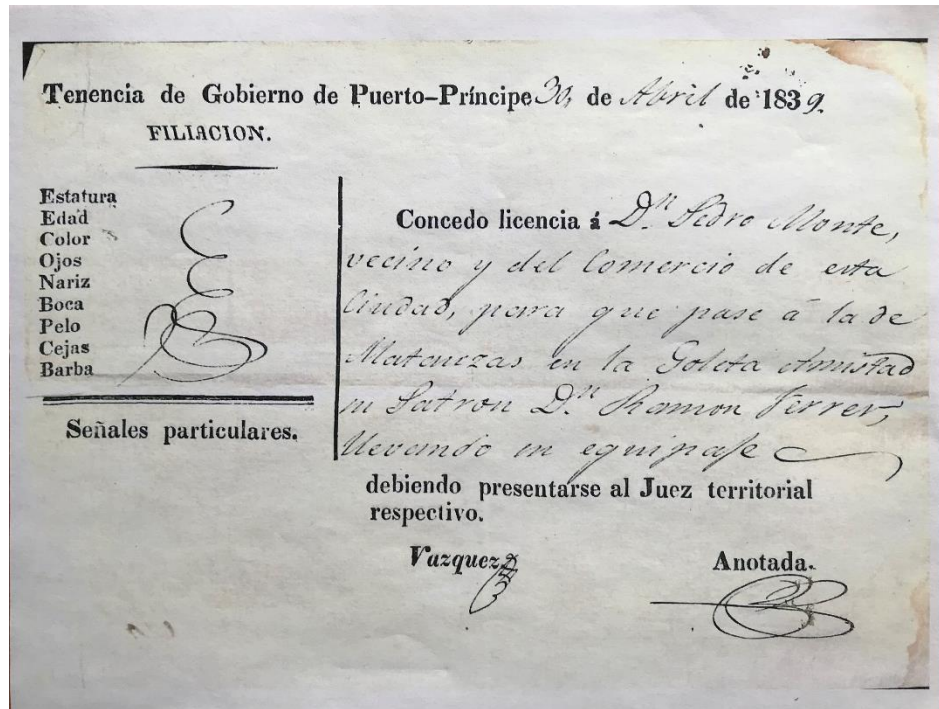 Tenencia de Gobierno de Puerto-Príncipe 30, de Abril de 1839.
FILIACION.
Estatura
Edad
Color
Ojos
Nariz
Boca
Pelo
Cejas
Barba
Señales particulares.
Concedo licencia á Dn. Pedro Monte,
vecino y del Comercio de esta
Ciudad, para que pase á la de
Matanzas en la Goleta Amistad
su Patron Dn. Ramon Ferrer,
llevando su equipaje
debiendo presentarse al Juez territorial
respectivo.
Vazquez
Anotada.